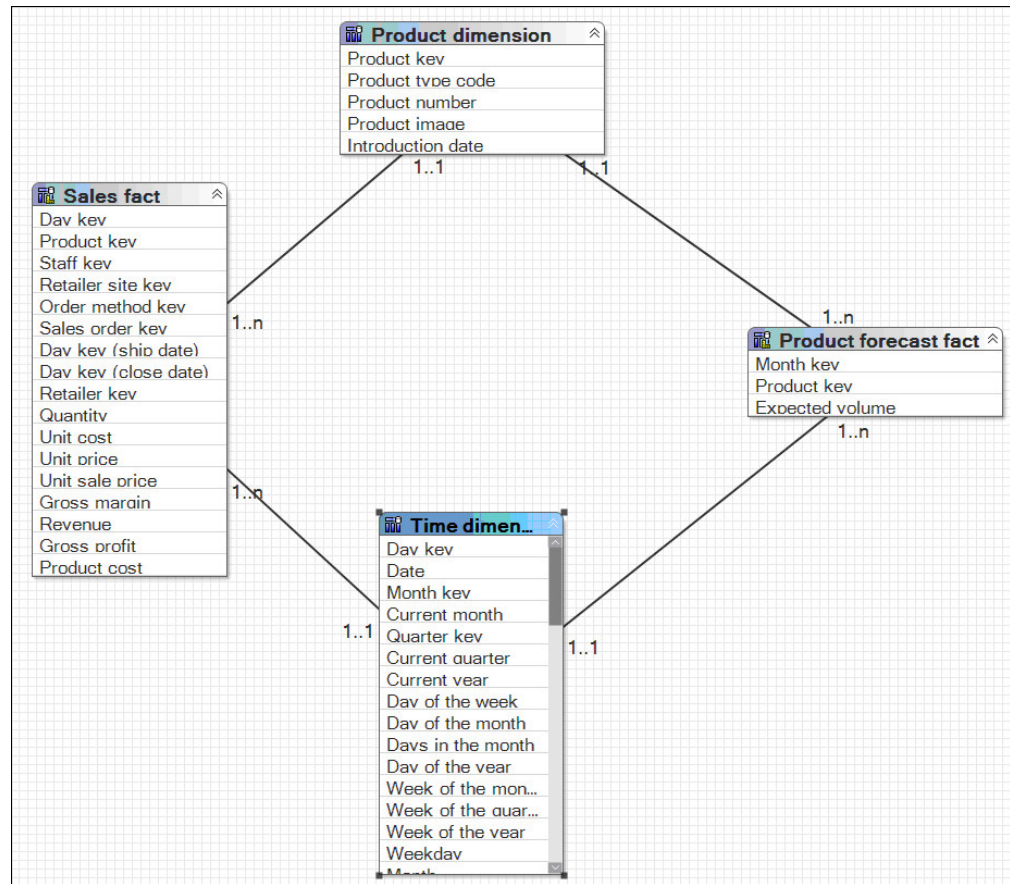 Product dimension
Product key
Product type code
Product number
Product image
Introduction date
1..1
1..1
Sales fact
Day key
Product key
Staff key
Retailer site key
Order method key
Sales order key
Day key (ship date)
Day key (close date)
Retailer key
Quantity
Unit cost
Unit price
Unit sale price
Gross margin
Revenue
Gross profit
Product cost
1..n
1..n
1..n
Product forecast fact
Month key
Product key
Expected volume
1..n
Time dimen...
Day key
Date
Month key
Current month
Quarter key
Current quarter
Current year
Day of the week
Day of the month
Days in the month
Day of the year
Week of the mon...
Week of the quar...
Week of the year
Weekday
Month
1..1
1..1